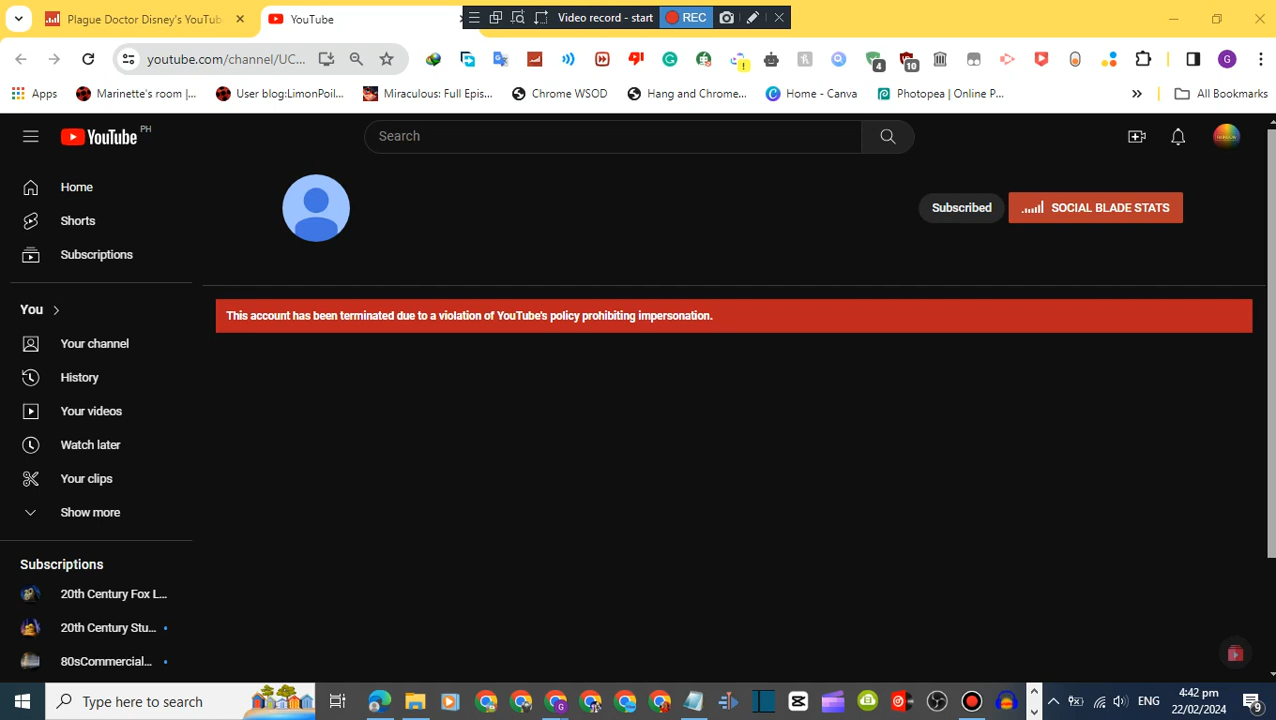 Plague Doctor Disney's YouTub
YouTube
Video record - start
REC
youtube.com/channel/UC...
4
10
G
Apps
Marinette's room |...
User blog:LimonPoil...
Miraculous: Full Epis...
Chrome WSOD
Hang and Chrome...
Home - Canva
Photopea | Online P...
All Bookmarks
YouTube PH
Search
Home
Subscribed
SOCIAL BLADE STATS
Shorts
Subscriptions
You
This account has been terminated due to a violation of YouTube's policy prohibiting impersonation.
Your channel
History
Your videos
Watch later
Your clips
Show more
Subscriptions
20th Century Fox L...
20th Century Stu...
80sCommercial...
Type here to search
ENG
4:42 pm
22/02/2024
9